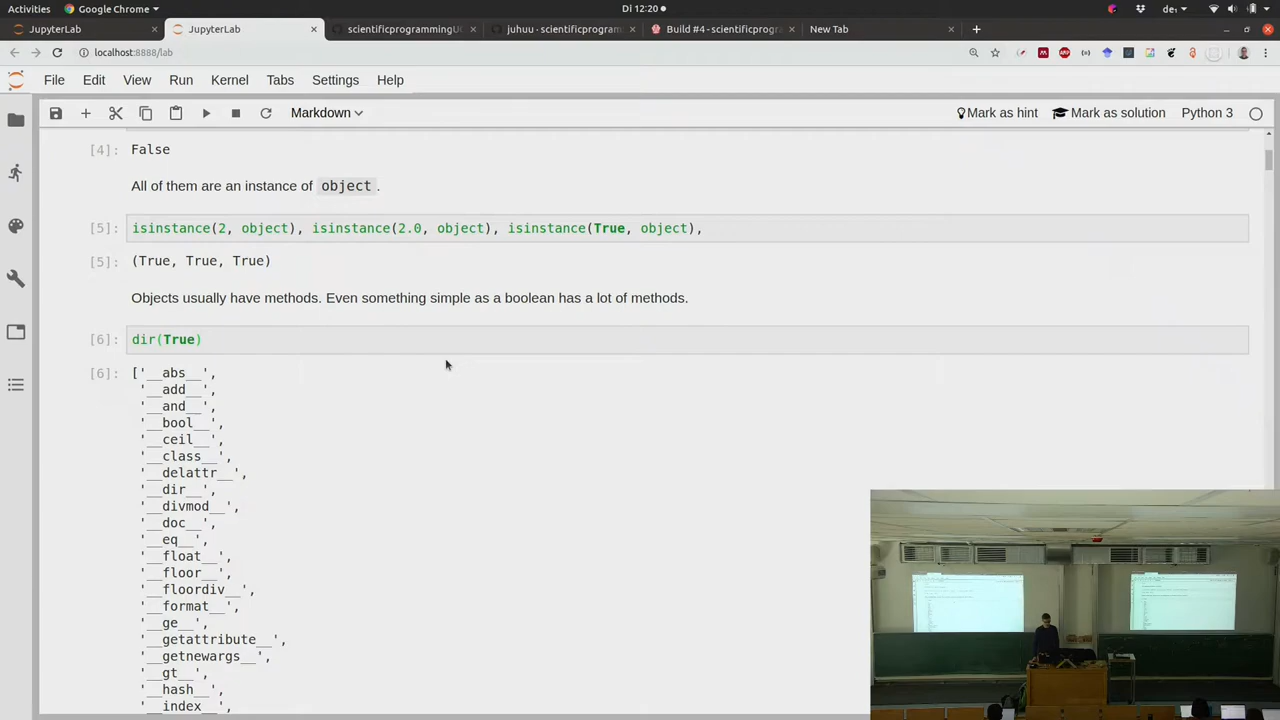 Activities
Google Chrome
Di 12:20
de
JupyterLab
JupyterLab
scientificprogrammingU
juhuu · scientificprogram
Build #4 - scientificpro
New Tab
localhost:8888/lab
File
Edit
View
Run
Kernel
Tabs
Settings
Help
Markdown
Mark as hint
Mark as solution
Python 3
[4]: False
All of them are an instance of object.
[5]: isinstance(2, object), isinstance(2.0, object), isinstance(True, object),
[5]: (True, True, True)
Objects usually have methods. Even something simple as a boolean has a lot of methods.
[6]: dir(True)
[6]: ['__abs__',
'__add__',
'__and__',
'__bool__',
'__ceil__',
'__class__',
'__delattr__',
'__dir__',
'__divmod__',
'__doc__',
'__eq__',
'__float__',
'__floor__',
'__floordiv__',
'__format__',
'__ge__',
'__getattribute__',
'__getnewargs__',
'__gt__',
'__hash__',
'__index__',